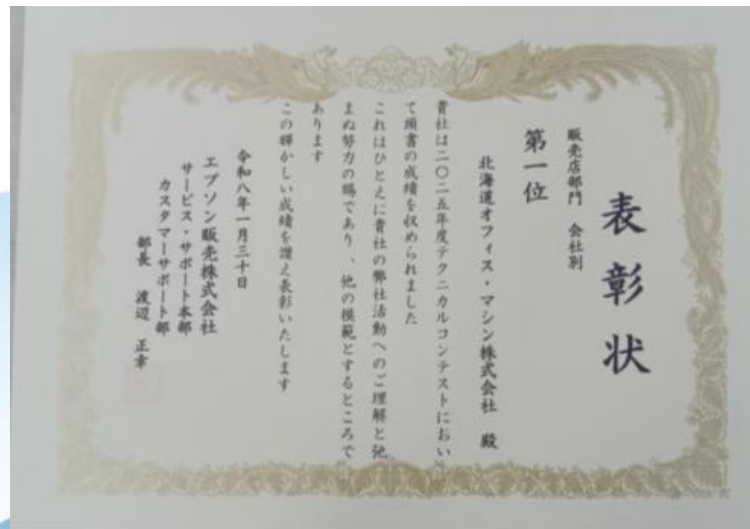 表彰状
販売店部門　会社別
第一位
北海道オフィス・マシン株式会社　殿
貴社は二〇二五年度テクニカルコンテストにおい
て頭書の成績を収められました
これはひとえに貴社の弊社活動へのご理解と弛
まぬ努力の賜であり、他の模範とするところで
あります
この輝かしい成績を讃え表彰いたします
令和八年一月三十日
エプソン販売株式会社
サービス・サポート本部
カスタマーサポート部
部長　渡辺　正幸